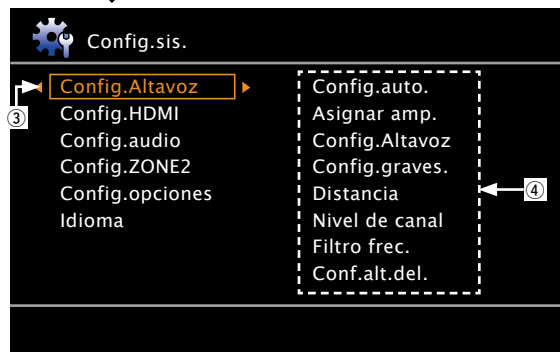 Config.sis.
Config.Altavoz
Config.HDMI
Config.audio
Config.ZONE2
Config.opciones
Idioma
③
Config.auto.
Asignar amp.
Config.Altavoz
Config.graves.
Distancia
Nivel de canal
Filtro frec.
Conf.alt.del.
④